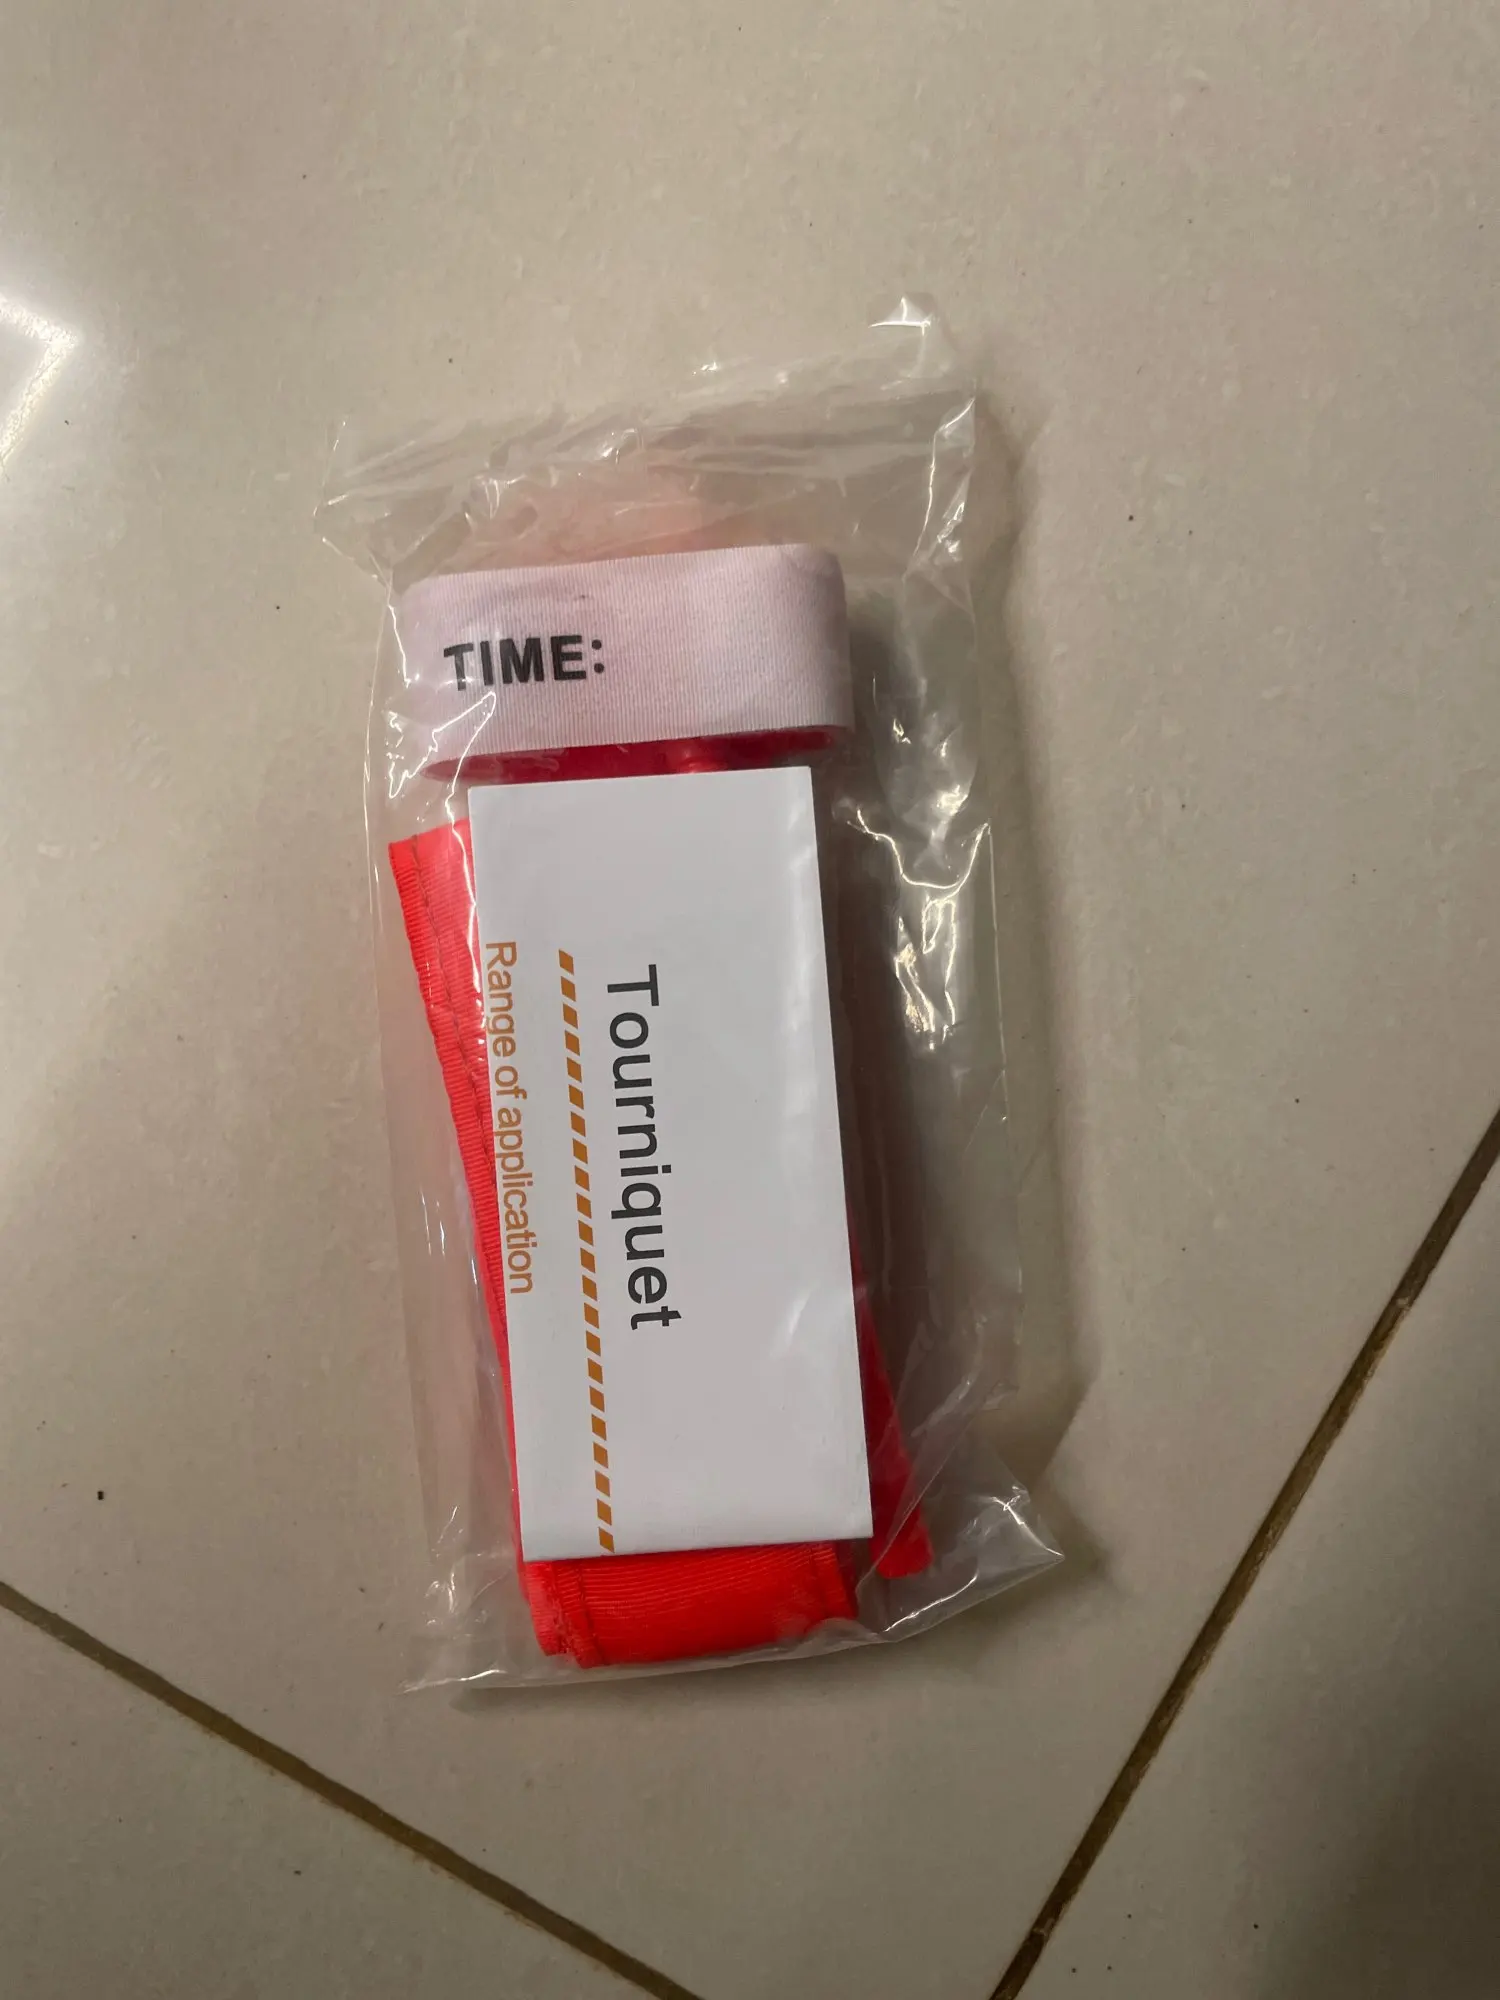 TIME:
Tourniquet
Range of application